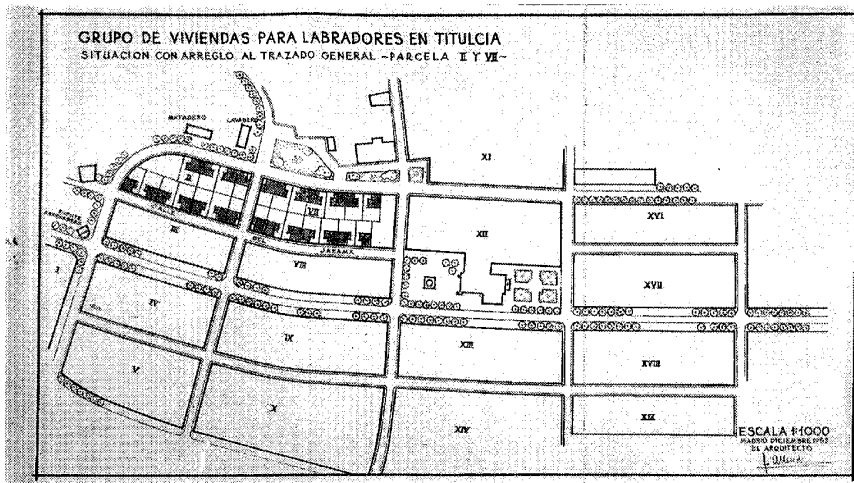 GRUPO DE VIVIENDAS PARA LABRADORES EN TITULCIA
SITUACION CON ARREGLO AL TRAZADO GENERAL -PARCELA II Y VII-
MATADERO
LAVADERO
XI
II
VII
XVI
III
XII
JARAMA
VIII
I
XVII
IV
IX
XIII
XVIII
V
X
XIV
XIX
ESCALA 1:1000
MADRID DICIEMBRE
EL ARQUITECTO